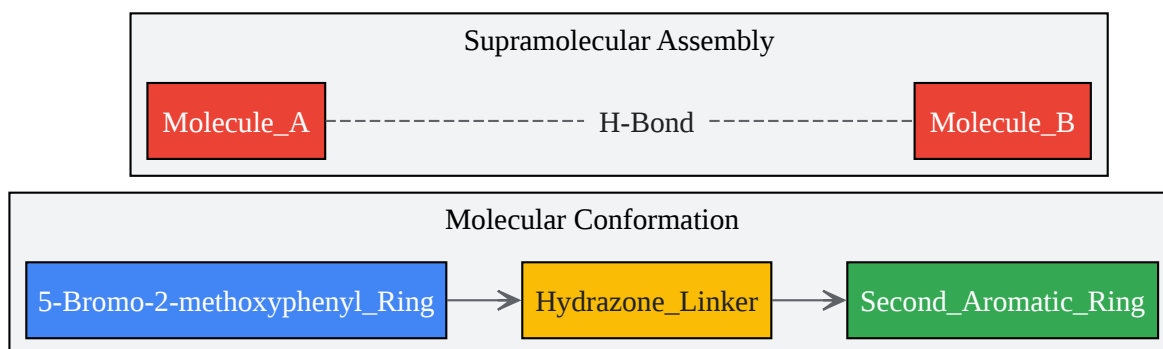 Supramolecular Assembly
Molecule_A
H-Bond
Molecule_B
Molecular Conformation
5-Bromo-2-methoxyphenyl_Ring
Hydrazone_Linker
Second_Aromatic_Ring